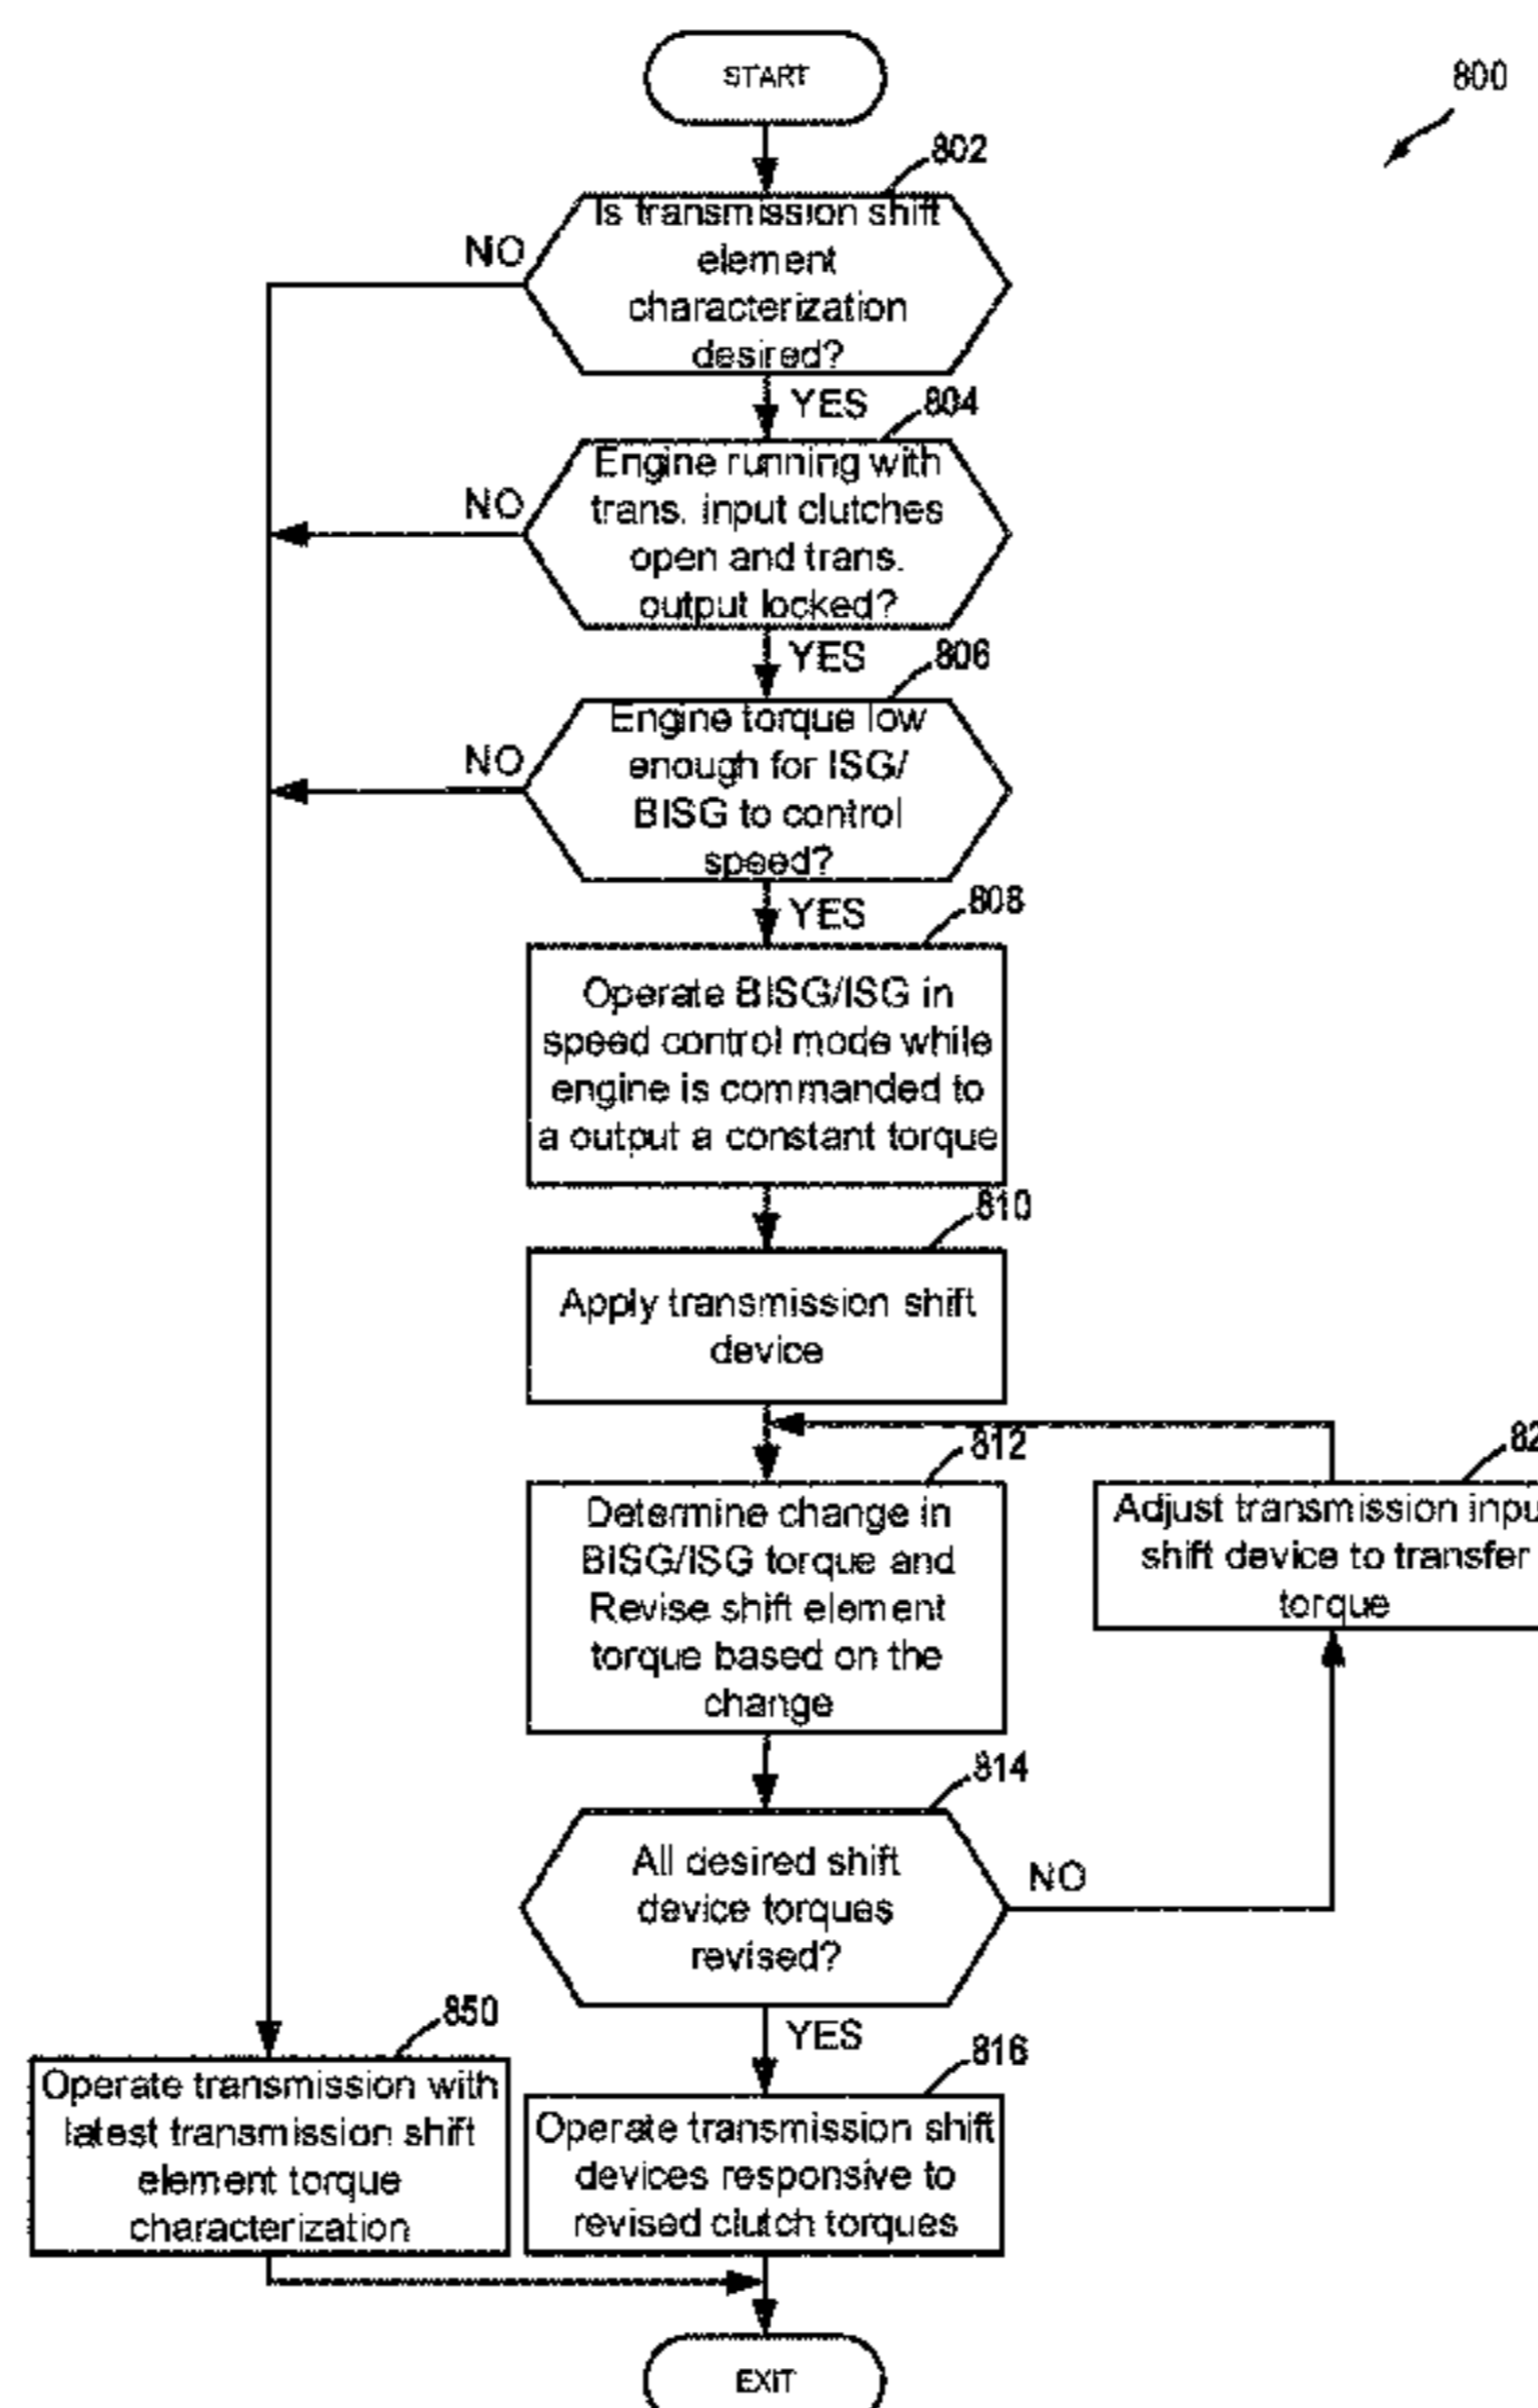 START
800
802
Is transmission shift
element
characterization
desired?
NO
YES
804
Engine running with
trans. input clutches
open and trans.
output locked?
NO
YES
806
Engine torque low
enough for ISG/
BISG to control
speed?
NO
YES
808
Operate BISG/ISG in
speed control mode while
engine is commanded to
a output a constant torque
810
Apply transmission shift
device
812
Determine change in
BISG/ISG torque and
Revise shift element
torque based on the
change
Adjust transmission
shift device to transfer
torque
814
All desired shift
device torques
revised?
NO
YES
850
Operate transmission with
latest transmission shift
element torque
characterization
816
Operate transmission shift
devices responsive to
revised clutch torques
EXIT